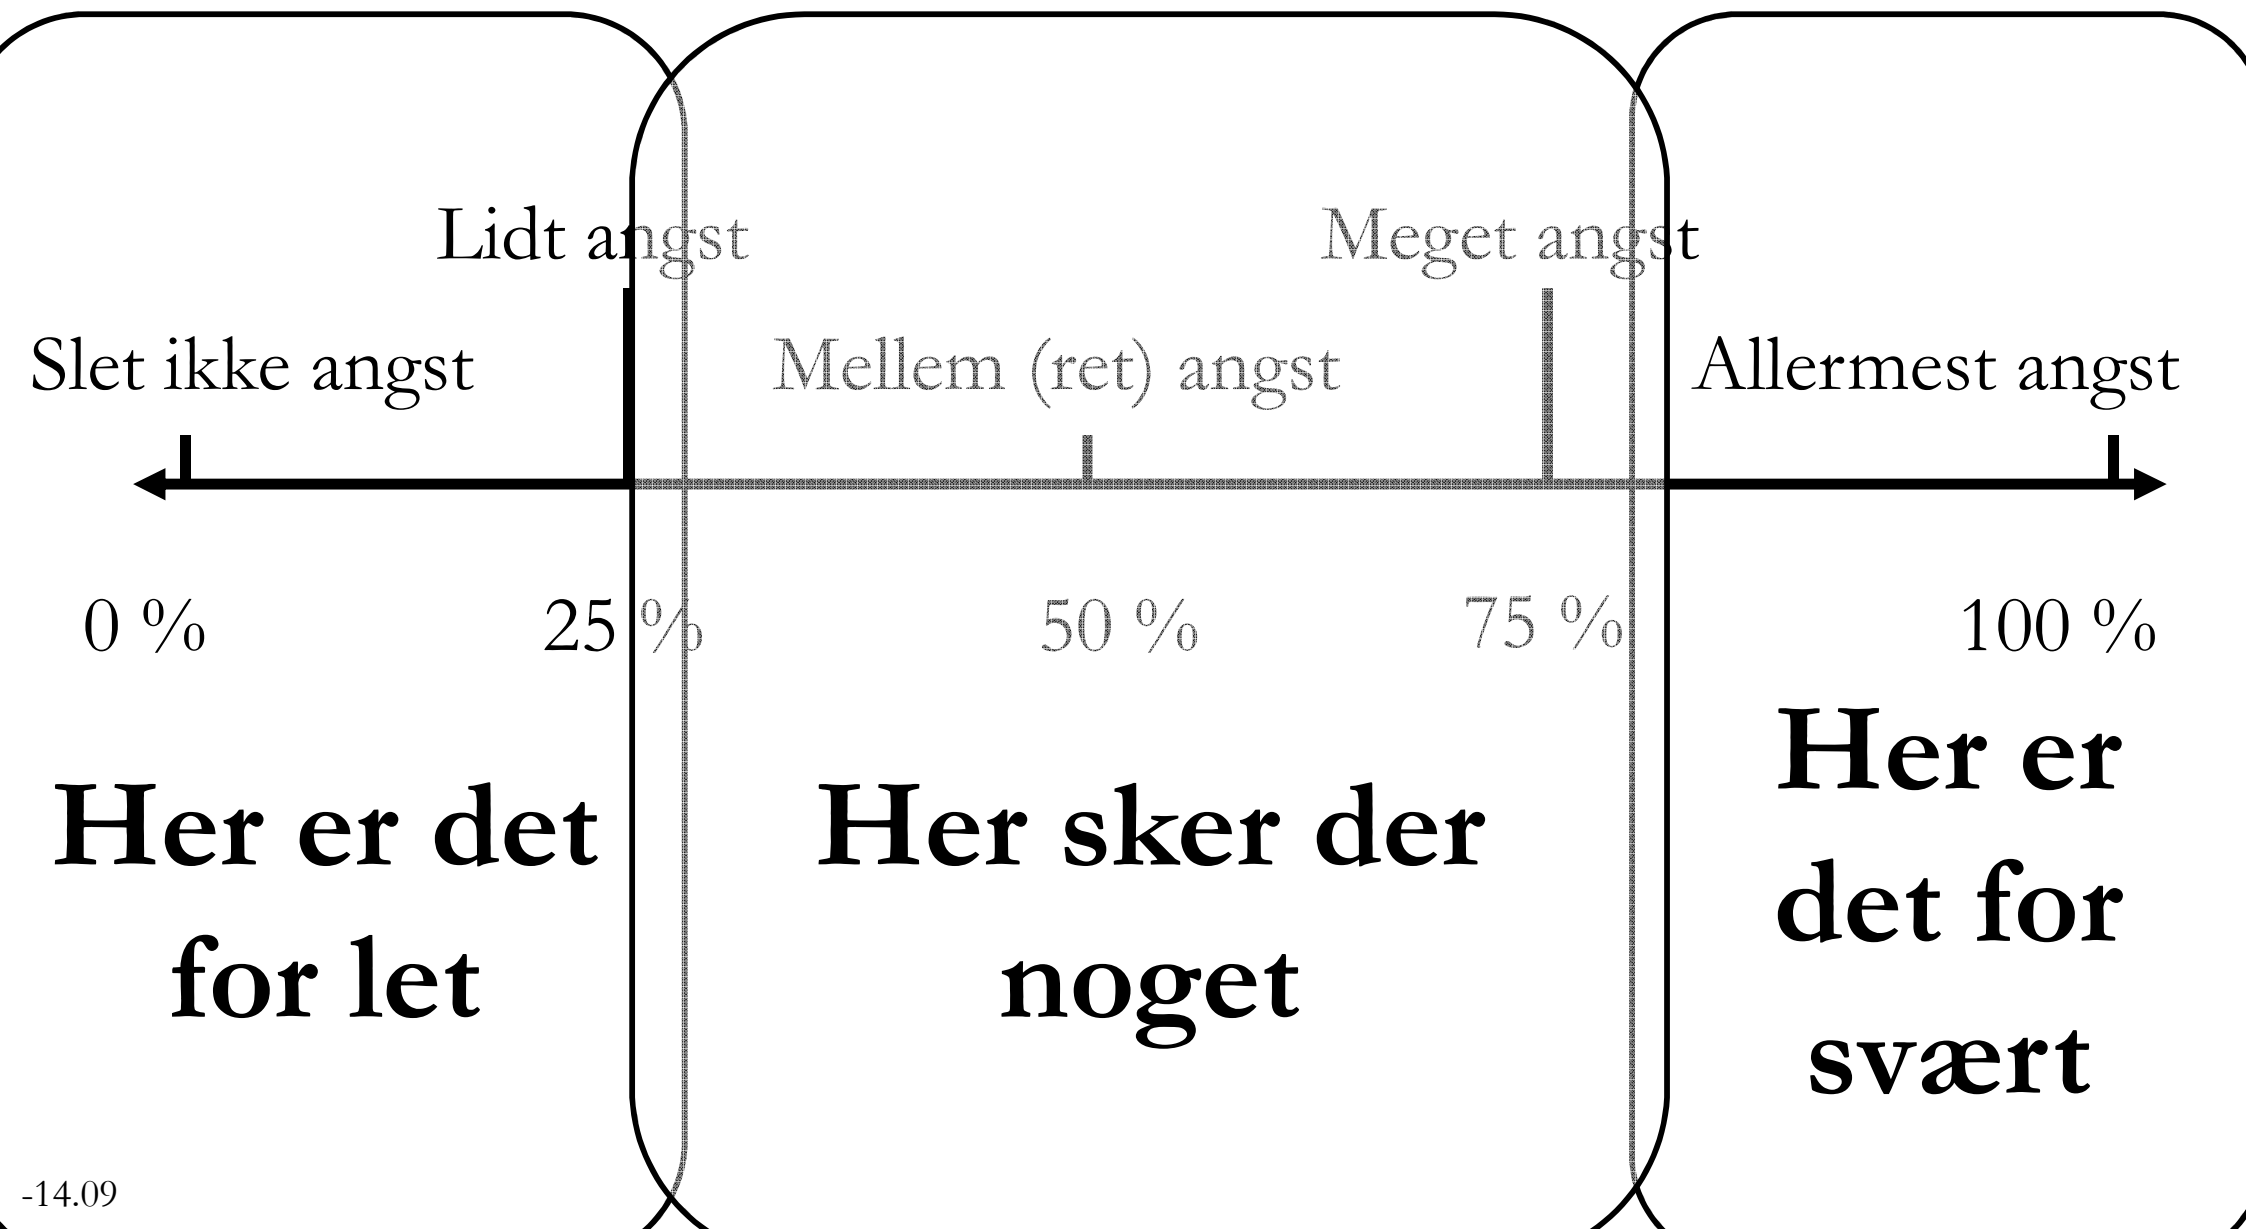 Lidt angst
Meget angst
Slet ikke angst
Mellem (ret) angst
Allermest angst
0 %
25 %
50 %
75 %
100 %
Her er det
for let
Her sker der
noget
Her er
det for
svært
-14.09